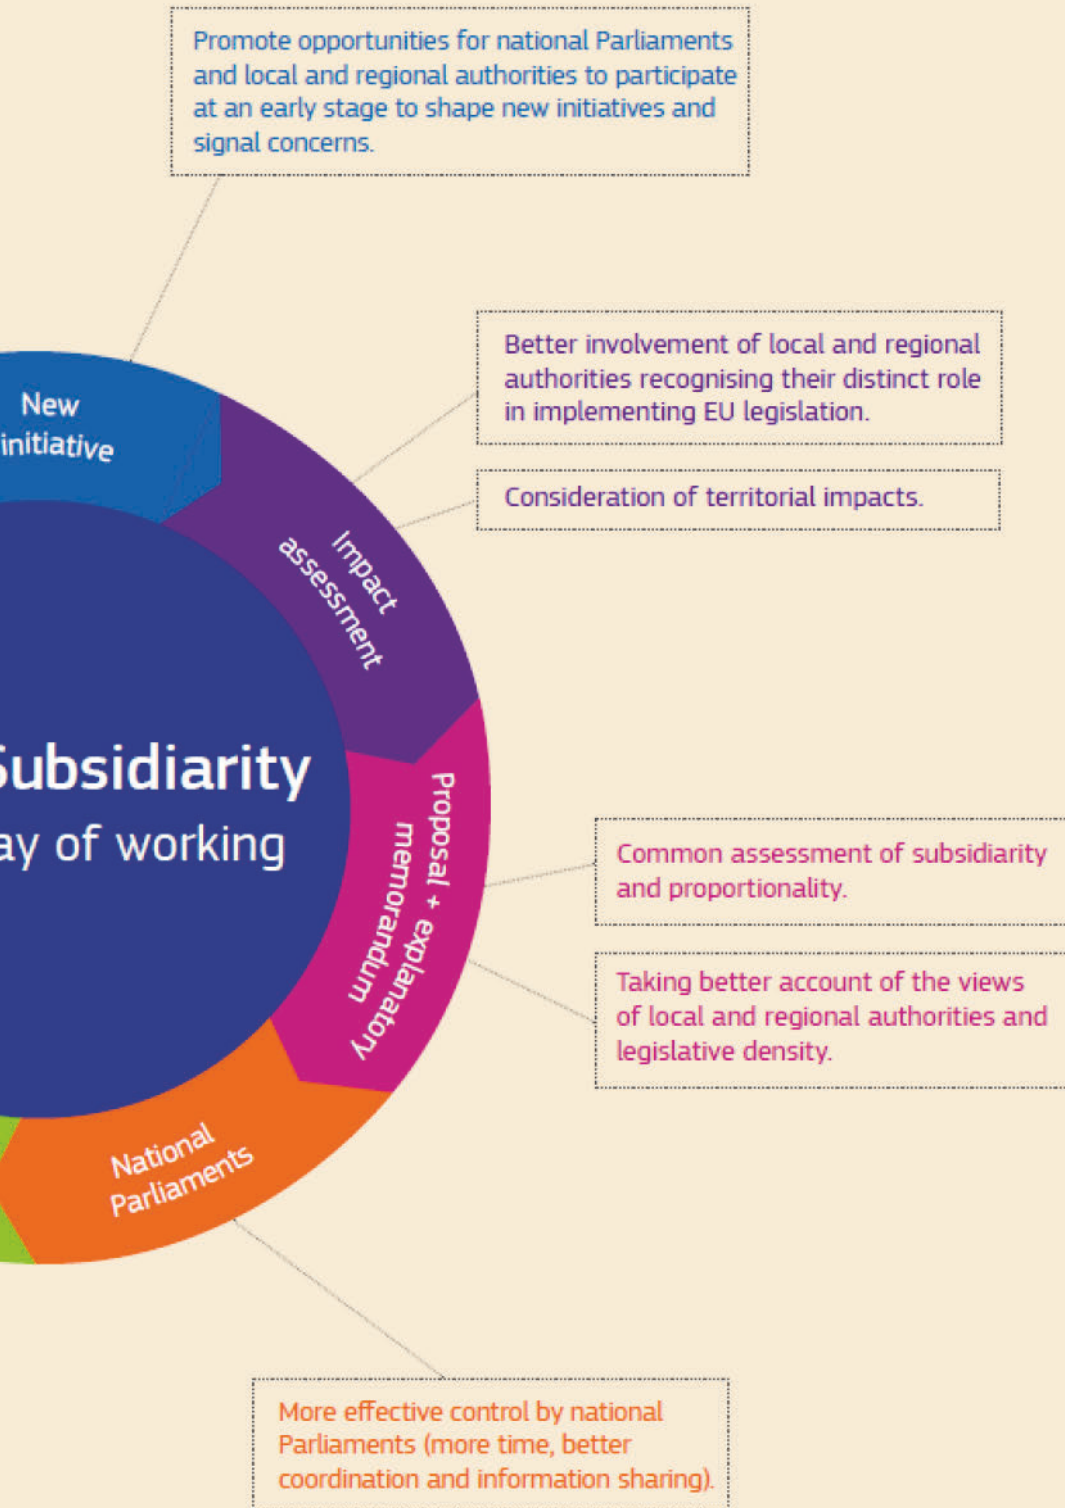 Promote opportunities for national Parliaments
and local and regional authorities to participate
at an early stage to shape new initiatives and
signal concerns.
Better involvement of local and regional
authorities recognising their distinct role
in implementing EU legislation.
Consideration of territorial impacts.
New
initiative
Impact
assessment
Subsidiarity
ay of working
Proposal + explanatory
memorandum
Common assessment of subsidiarity
and proportionality.
Taking better account of the views
of local and regional authorities and
legislative density.
National
Parliaments
More effective control by national
Parliaments (more time, better
coordination and information sharing).